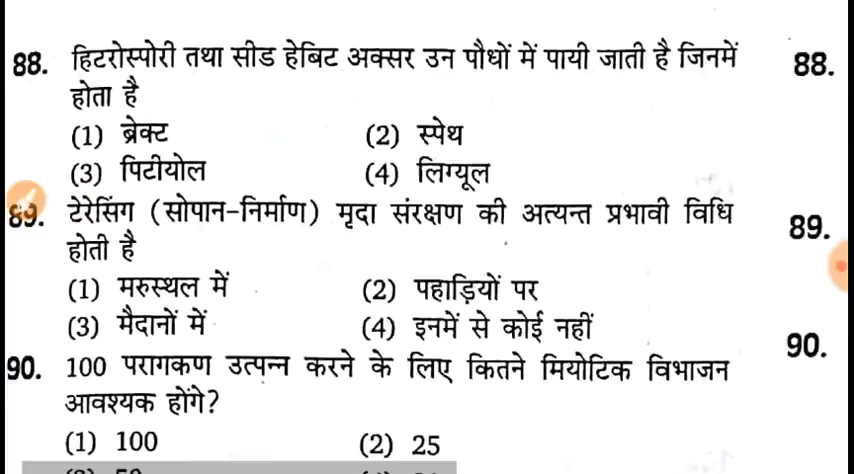 88. हिटरोस्पोरी तथा सीड हेबिट अक्सर उन पौधों में पायी जाती है जिनमें 88.
होता है
(1) ब्रेक्ट (2) स्पेथ
(3) पिटीयोल (4) लिग्यूल
89. टेरेसिंग (सोपान-निर्माण) मृदा संरक्षण की अत्यन्त प्रभावी विधि 89.
होती है
(1) मरुस्थल में (2) पहाड़ियों पर
(3) मैदानों में (4) इनमें से कोई नहीं
90. 100 परागकण उत्पन्न करने के लिए कितने मियोटिक विभाजन 90.
आवश्यक होंगे?
(1) 100 (2) 25